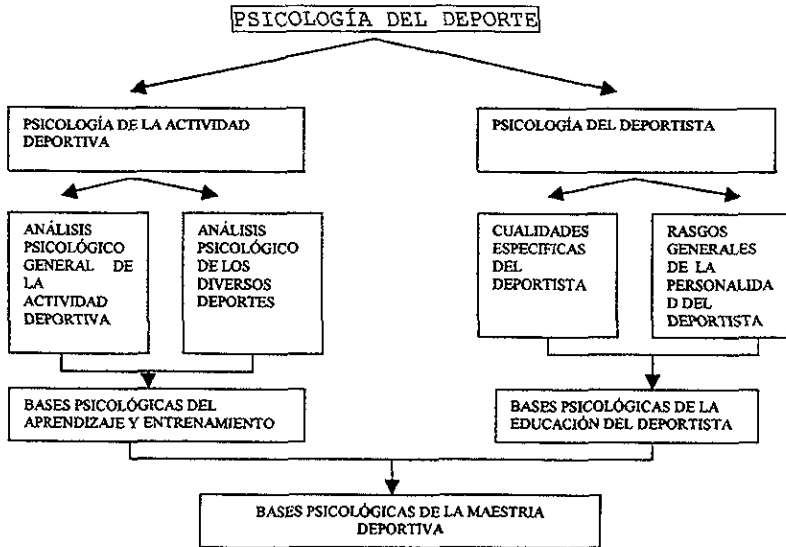 PSICOLOGÍA DEL DEPORTE
PSICOLOGÍA DE LA ACTIVIDAD
DEPORTIVA
PSICOLOGÍA DEL DEPORTISTA
ANÁLISIS
PSICOLÓGICO
GENERAL DE
LA
ACTIVIDAD
DEPORTIVA
ANÁLISIS
PSICOLÓGICO
DE LOS
DIVERSOS
DEPORTES
CUALIDADES
ESPECIFICAS
DEL
DEPORTISTA
RASGOS
GENERALES
DE LA
PERSONALIDA
D DEL
DEPORTISTA
BASES PSICOLÓGICAS DEL
APRENDIZAJE Y ENTRENAMIENTO
BASES PSICOLÓGICAS DE LA
EDUCACIÓN DEL DEPORTISTA
BASES PSICOLÓGICAS DE LA MAESTRIA
DEPORTIVA